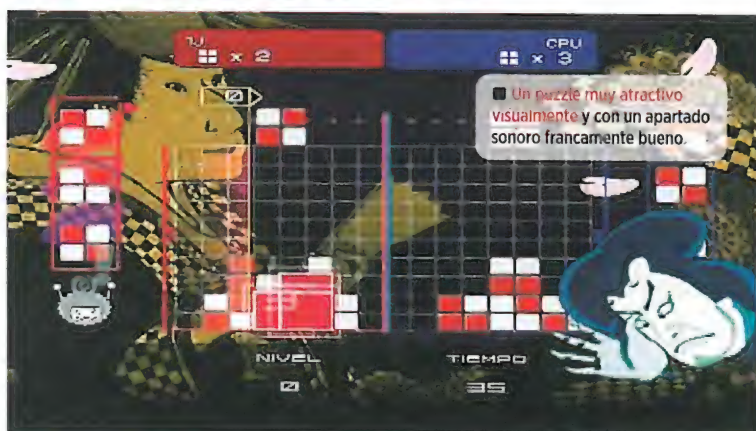 1J
CPU
x 2
x 3
0
Un puzzle muy atractivo
visualmente y con un apartado
sonoro francamente bueno.
NIVEL
TIEMPO
0
35